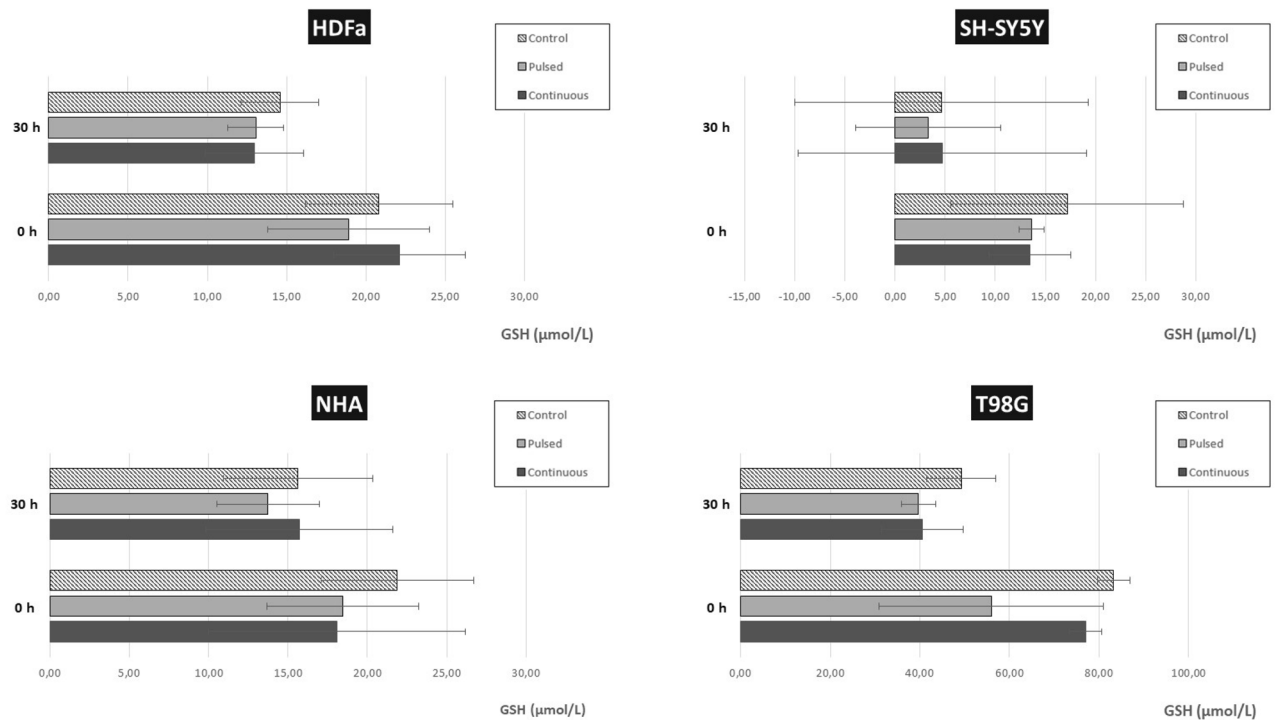 HDFa
Control
Pulsed
Continuous
30 h
0 h
0,00 5,00 10,00 15,00 20,00 25,00 30,00
GSH (µmol/L)
SH-SY5Y
Control
Pulsed
Continuous
30 h
0 h
-15,00 -10,00 -5,00 0,00 5,00 10,00 15,00 20,00 25,00 30,00
GSH (µmol/L)
NHA
Control
Pulsed
Continuous
30 h
0 h
0,00 5,00 10,00 15,00 20,00 25,00 30,00
GSH (µmol/L)
T98G
Control
Pulsed
Continuous
30 h
0 h
0,00 20,00 40,00 60,00 80,00 100,00
GSH (µmol/L)